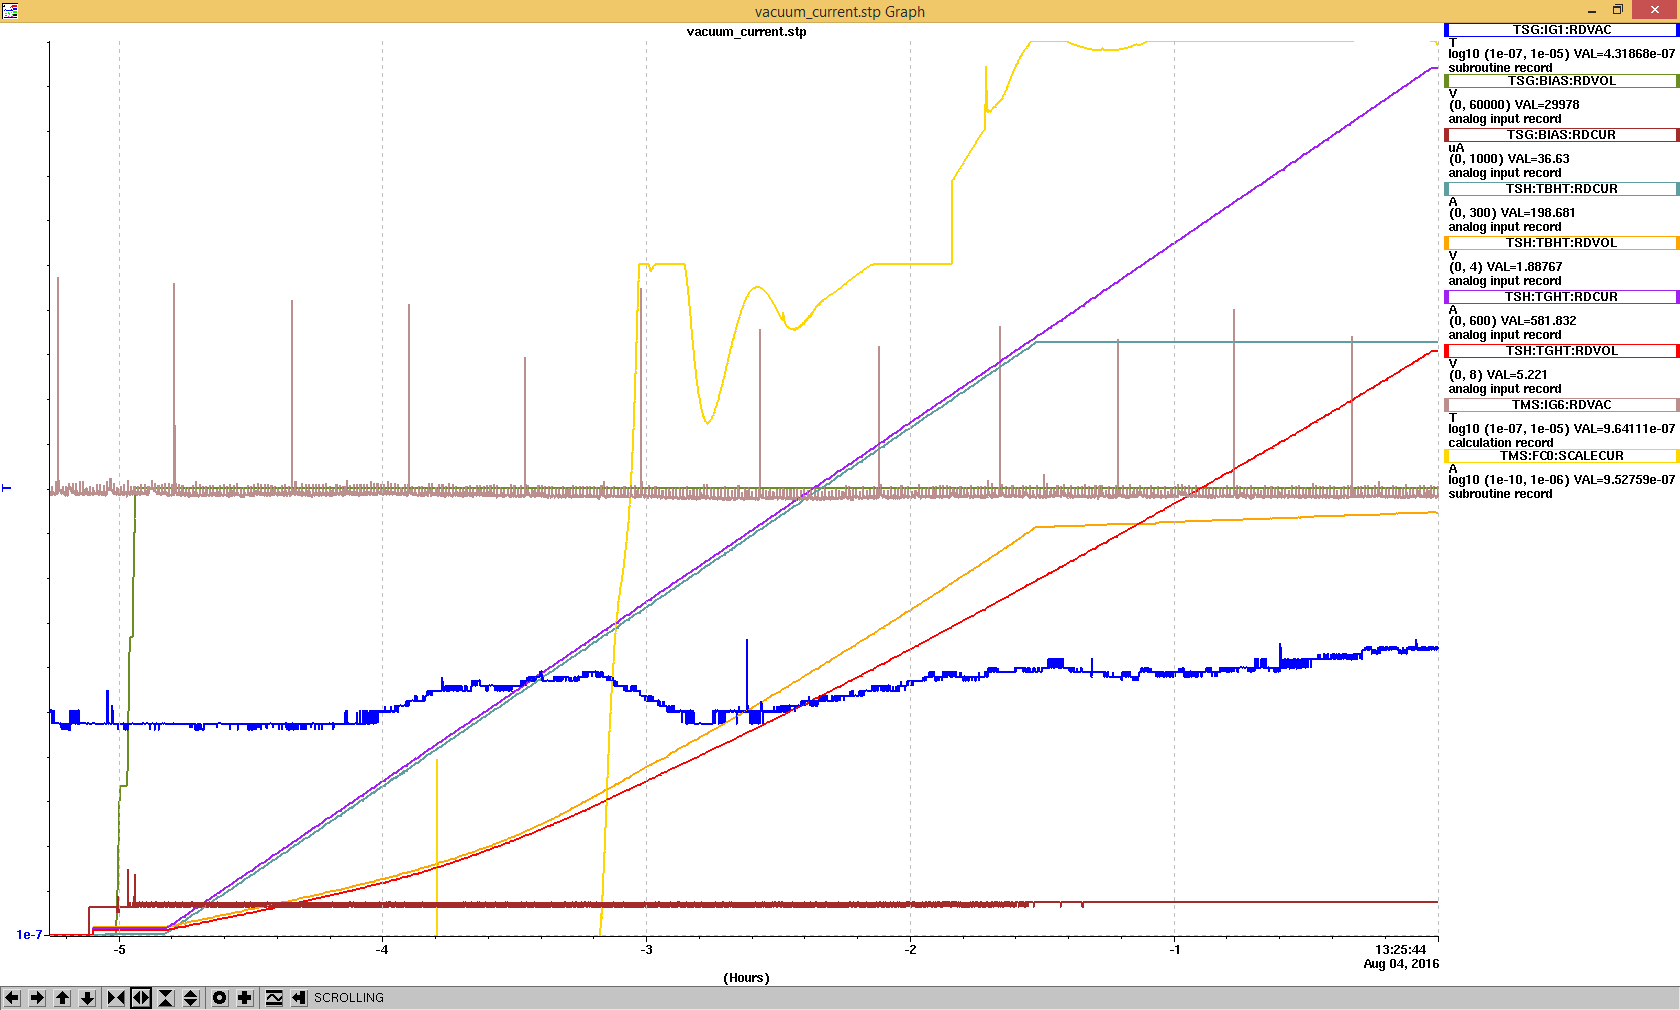 vacuum_current.stp Graph
vacuum_current.stp
TSG:IG1:RDVAC
T
log10 (1e-07, 1e-05) VAL=4.31868e-07
subroutine record
TSG:BIAS:RDVOL
V
(0, 60000) VAL=29978
analog input record
TSG:BIAS:RDCUR
uA
(0, 1000) VAL=36.63
analog input record
TSH:TBHT:RDCUR
A
(0, 300) VAL=198.681
analog input record
TSH:TBHT:RDVOL
V
(0, 4) VAL=1.88767
analog input record
TSH:TGHT:RDCUR
A
(0, 600) VAL=581.832
analog input record
TSH:TGHT:RDVOL
V
(0, 8) VAL=5.221
analog input record
TMS:IG6:RDVAC
T
log10 (1e-07, 1e-05) VAL=9.64111e-07
calculation record
TMS:FC0:SCALECUR
A
log10 (1e-10, 1e-06) VAL=9.52759e-07
subroutine record
T
1e-7
-5
-4
-3
-2
-1
13:25:44
Aug 04, 2016
(Hours)
SCROLLING